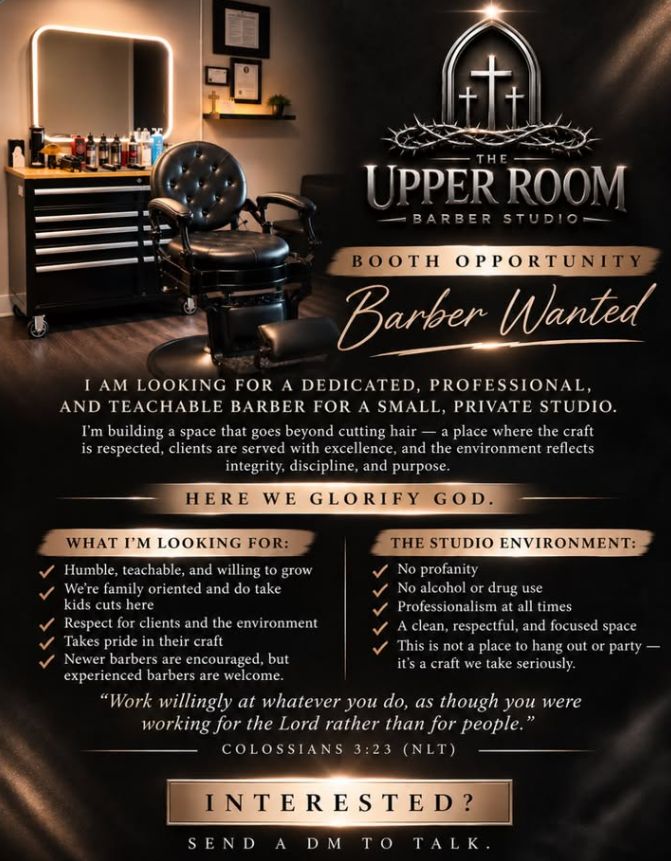 THE
UPPER ROOM
BARBER STUDIO
BOOTH OPPORTUNITY
Barber Wanted
I AM LOOKING FOR A DEDICATED, PROFESSIONAL,
AND TEACHABLE BARBER FOR A SMALL, PRIVATE STUDIO.
I'm building a space that goes beyond cutting hair — a place where the craft
is respected, clients are served with excellence, and the environment reflects
integrity, discipline, and purpose.
HERE WE GLORIFY GOD.
WHAT I'M LOOKING FOR:
Humble, teachable, and willing to grow
We're family oriented and do take
kids cuts here
Respect for clients and the environment
Takes pride in their craft
Newer barbers are encouraged, but
experienced barbers are welcome.
THE STUDIO ENVIRONMENT:
No profanity
No alcohol or drug use
Professionalism at all times
A clean, respectful, and focused space
This is not a place to hang out or party —
it's a craft we take seriously.
"Work willingly at whatever you do, as though you were
working for the Lord rather than for people."
COLOSSIANS 3:23 (NLT)
INTERESTED?
SEND A DM TO TALK.